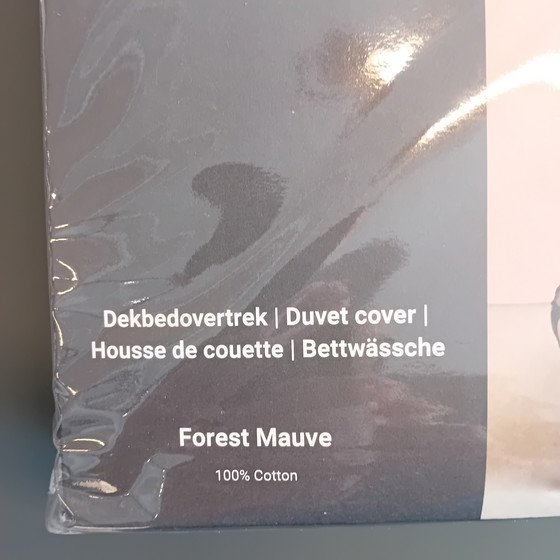 Dekbedovertrek | Duvet cover |
Housse de couette | Bettwässche
Forest Mauve
100% Cotton